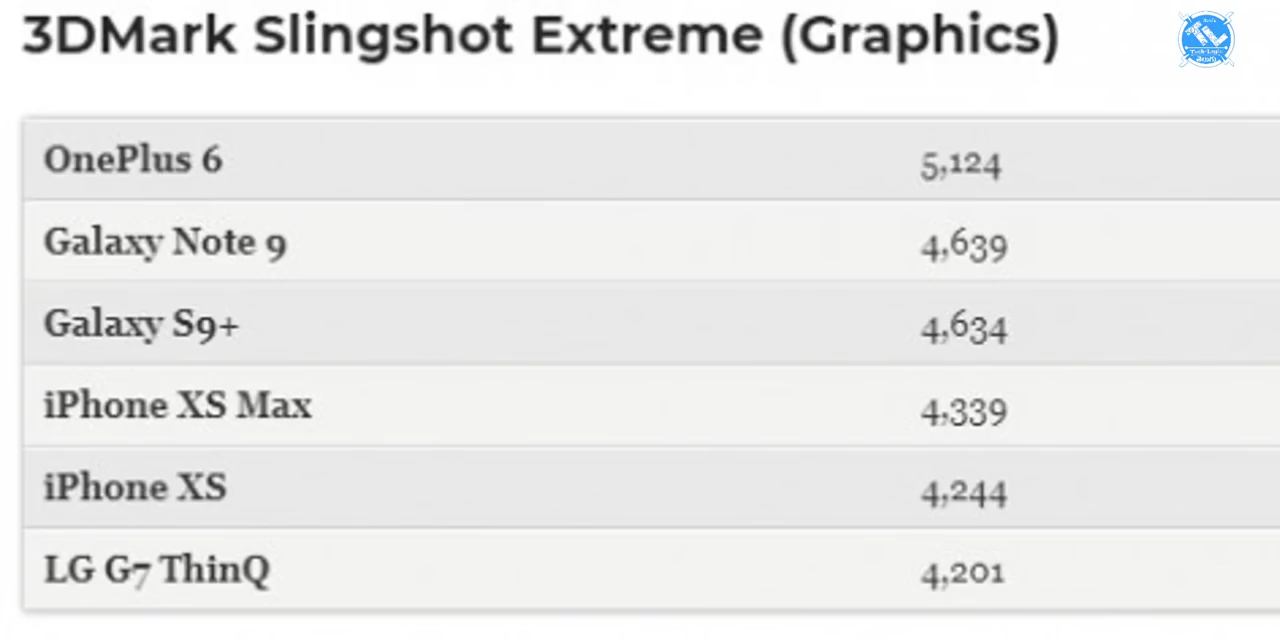 3DMark Slingshot Extreme (Graphics)
OnePlus 6 5,124
Galaxy Note 9 4,639
Galaxy S9+ 4,634
iPhone XS Max 4,339
iPhone XS 4,244
LG G7 ThinQ 4,201